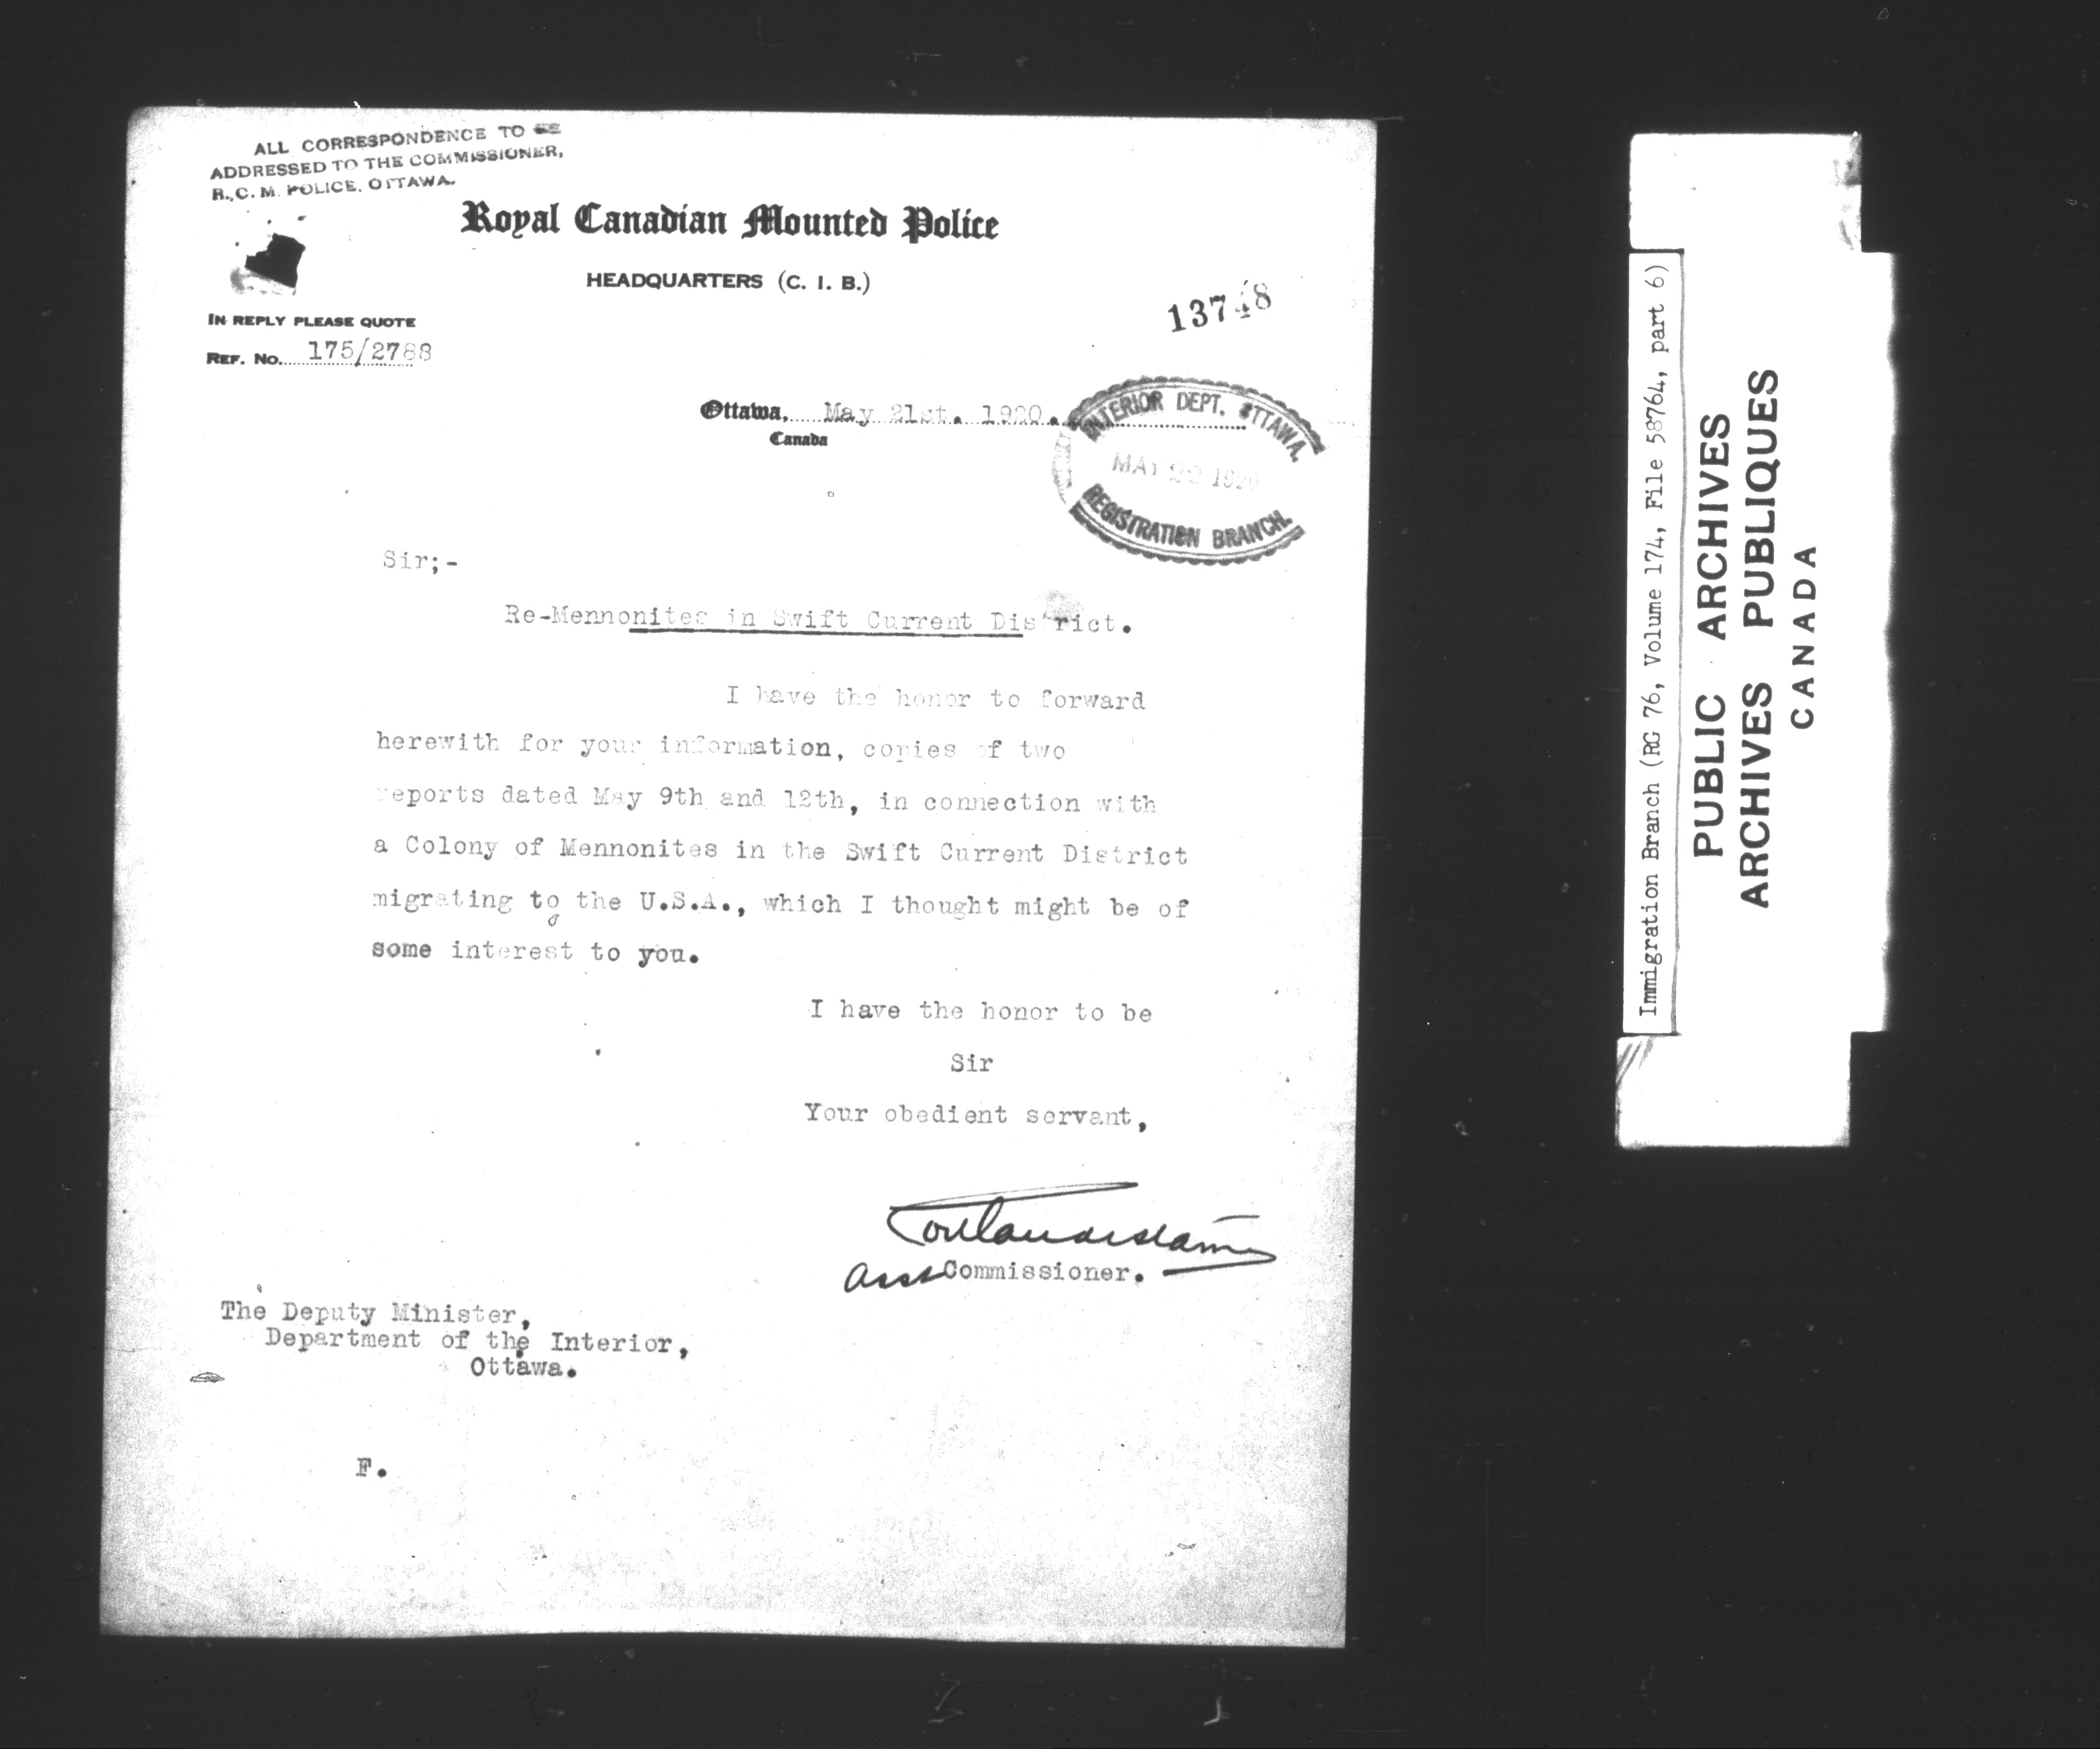 ALL CORRESPONDENCE TO BE
ADDRESSED TO THE COMMISSIONER,
R.C.M. POLICE, OTTAWA.
Royal Canadian Mounted Police
HEADQUARTERS (C. I. B.)
13748
IN REPLY PLEASE QUOTE
REF. NO. 175/2788
Ottawa, May 21st. 1920.
Canada
INTERIOR DEPT. OTTAWA.
MAY 22 1920
REGISTRATION BRANCH.
Sir;-
Re-Mennonites in Swift Current District.
I have the honor to forward
herewith for your information, copies of two
reports dated May 9th and 12th, in connection with
a Colony of Mennonites in the Swift Current District
migrating to the U.S.A., which I thought might be of
some interest to you.
I have the honor to be
Sir
Your obedient servant,
Asst Commissioner.
The Deputy Minister,
Department of the Interior,
Ottawa.
F.
Immigration Branch (RG 76, Volume 174, File 58764, part 6)
PUBLIC ARCHIVES
ARCHIVES PUBLIQUES
CANADA